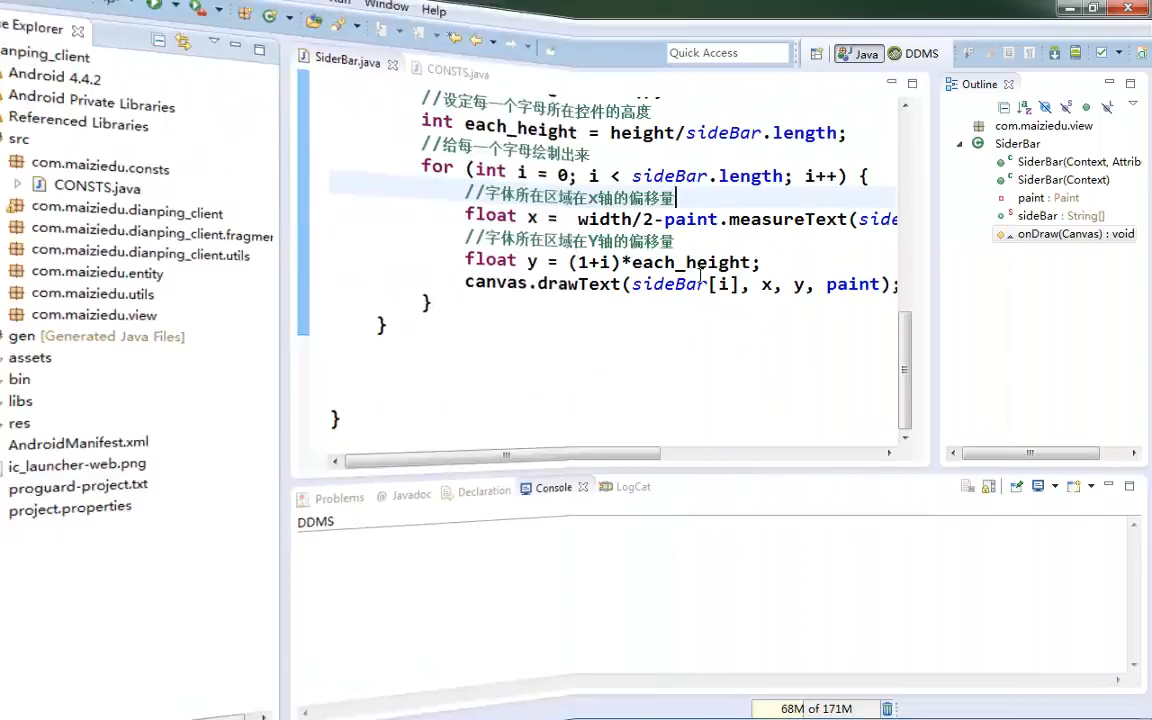 Window Help
Explorer
Quick Access
Java
DDMS
dianping_client
Android 4.4.2
Android Private Libraries
Referenced Libraries
src
com.maiziedu.consts
CONSTS.java
com.maiziedu.dianping_client
com.maiziedu.dianping_client.fragmen
com.maiziedu.dianping_client.utils
com.maiziedu.entity
com.maiziedu.utils
com.maiziedu.view
gen [Generated Java Files]
assets
bin
libs
res
AndroidManifest.xml
ic_launcher-web.png
proguard-project.txt
project.properties
SiderBar.java
CONSTS.java
//设定每一个字母所在控件的高度
int each_height = height/sideBar.length;
//给每一个字母绘制出来
for (int i = 0; i < sideBar.length; i++) {
//字体所在区域在x轴的偏移量
float x = width/2-paint.measureText(side
//字体所在区域在Y轴的偏移量
float y = (1+i)*each_height;
canvas.drawText(sideBar[i], x, y, paint);
}
}
}
Outline
com.maiziedu.view
SiderBar
SiderBar(Context, Attrib
SiderBar(Context)
paint : Paint
sideBar : String[]
onDraw(Canvas) : void
Problems
@ Javadoc
Declaration
Console
LogCat
DDMS
68M of 171M